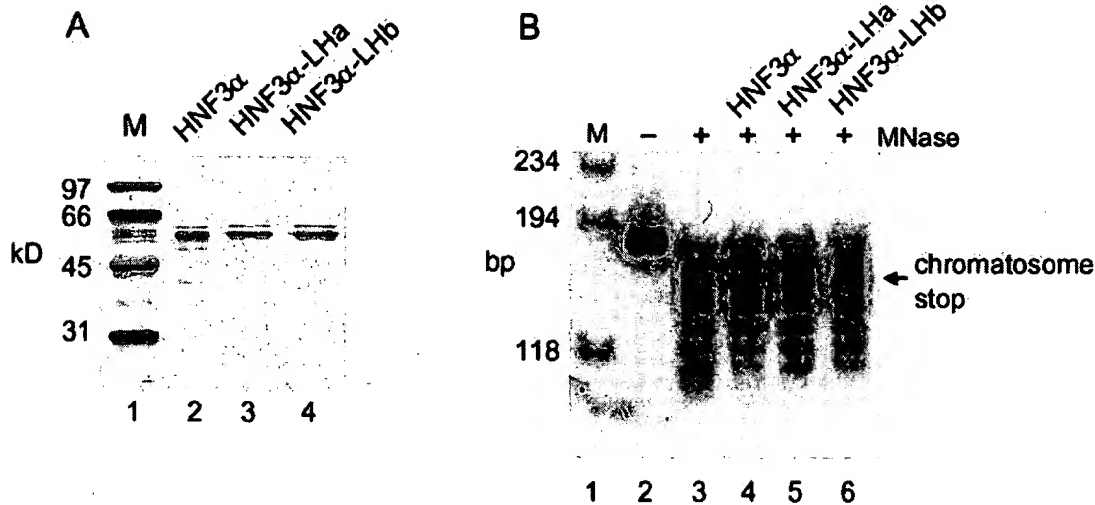 A
M HNF3α HNF3α-LHa HNF3α-LHb
97
66
kD
45
31
1 2 3 4
B
HNF3α HNF3α-LHa HNF3α-LHb
M – + + + + MNase
234
194
bp
chromatosome
stop
118
1 2 3 4 5 6